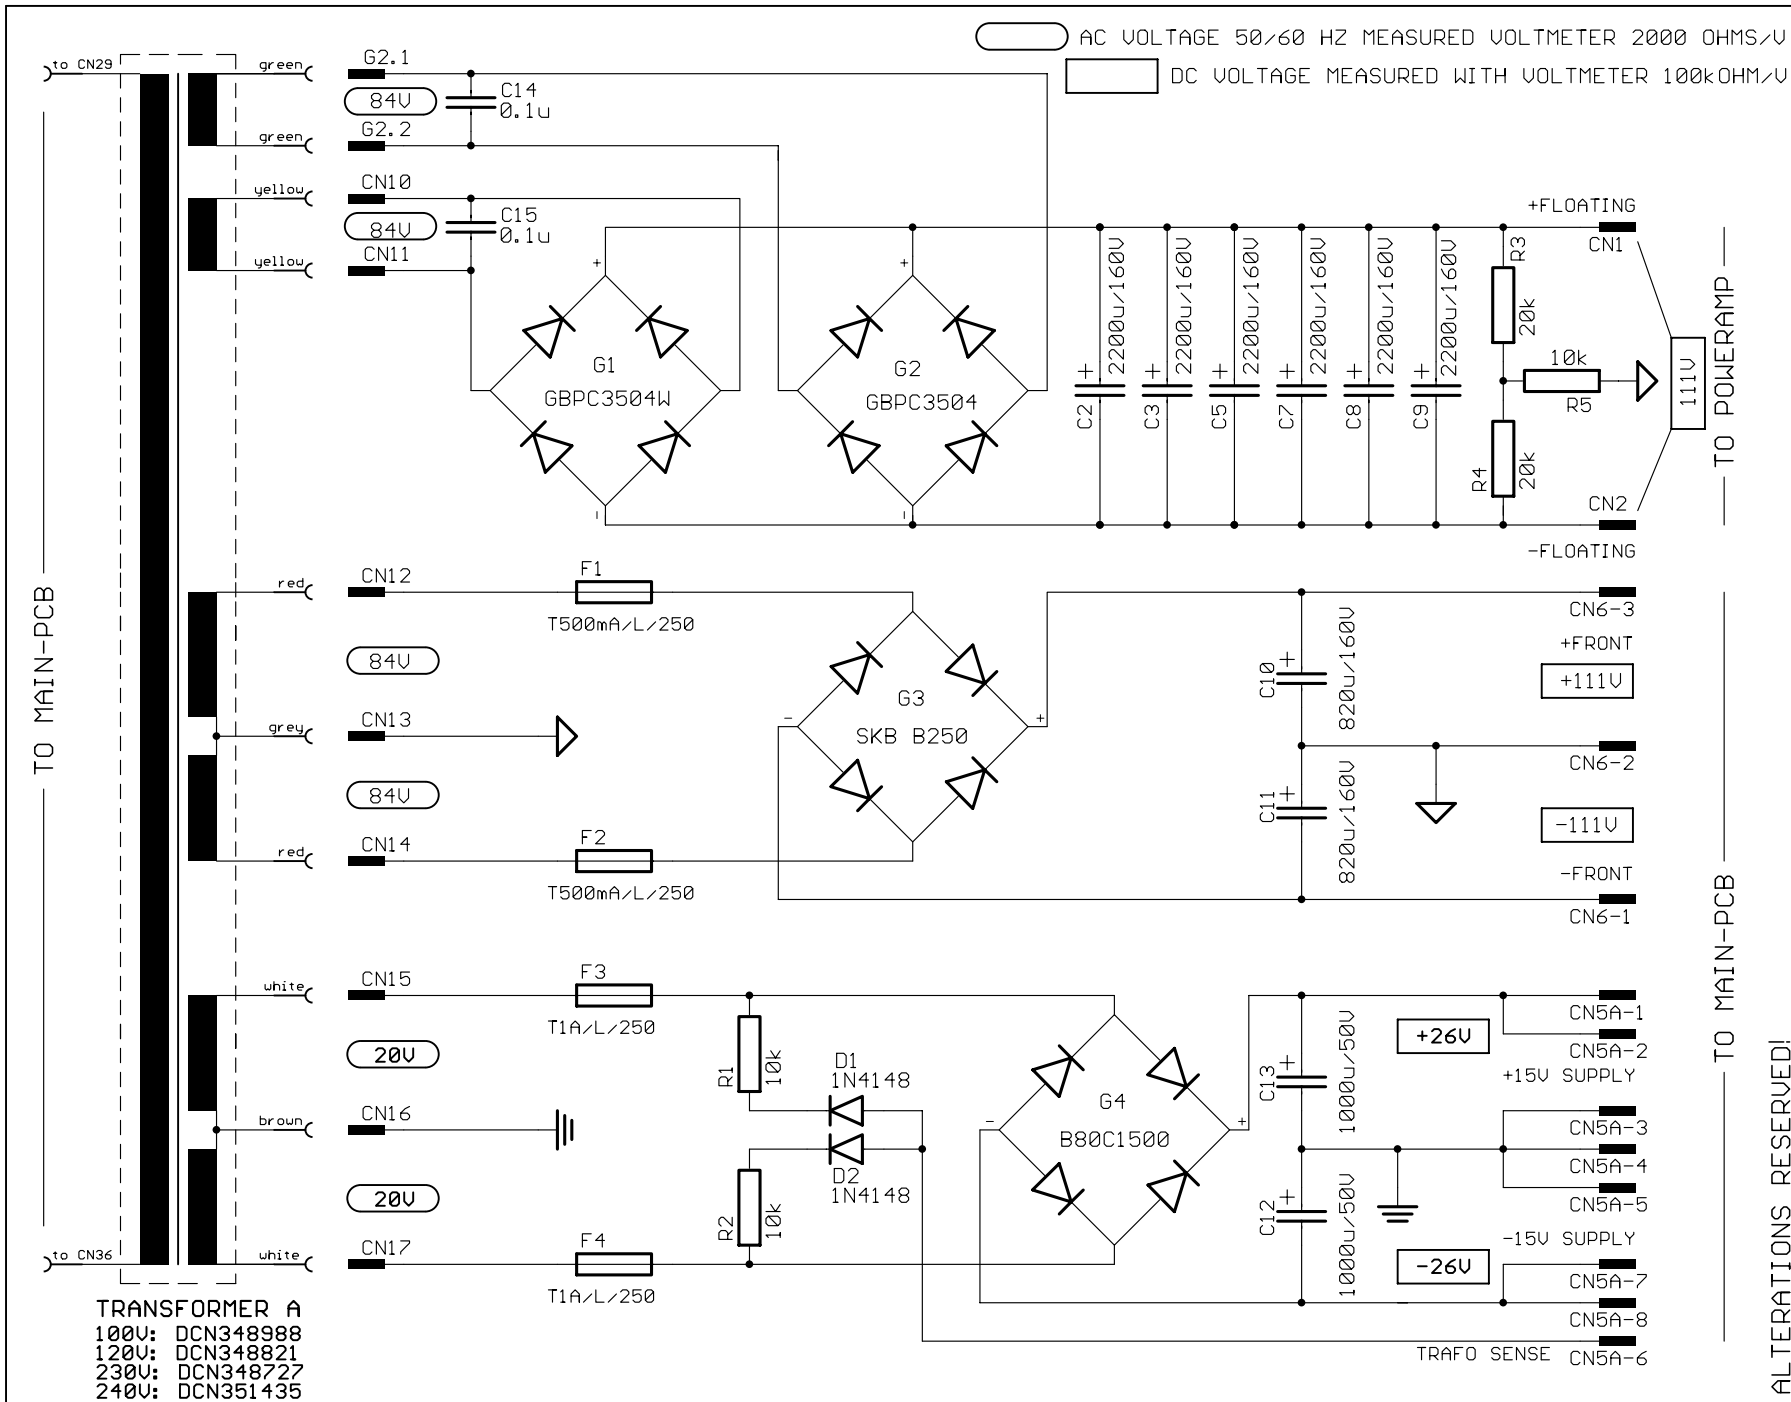 AC VOLTAGE 50/60 HZ MEASURED VOLTMETER 2000 OHMS/V
DC VOLTAGE MEASURED WITH VOLTMETER 100kOHM/V
to CN29
green
G2.1
84V
C14
0.1u
green
G2.2
yellow
CN10
84V
C15
0.1u
yellow
CN11
+
G1
GBPC3504W
-
+
G2
GBPC3504
-
+
C2
2200u/160V
+
C3
2200u/160V
+
C5
2200u/160V
+
C7
2200u/160V
+
C8
2200u/160V
+
C9
2200u/160V
R3
20k
10k
R5
R4
20k
+FLOATING
CN1
111V
CN2
-FLOATING
TO POWERAMP
TO MAIN-PCB
red
CN12
F1
T500mA/L/250
84V
grey
CN13
84V
red
CN14
F2
T500mA/L/250
-
G3
SKB B250
+
+
C10
820u/160V
+
C11
820u/160V
CN6-3
+FRONT
+111V
CN6-2
-111V
-FRONT
CN6-1
TO MAIN-PCB
white
CN15
F3
T1A/L/250
20V
brown
CN16
20V
white
CN17
F4
T1A/L/250
R1
10k
D1
1N4148
D2
1N4148
R2
10k
-
G4
B80C1500
+
+
C13
1000u/50V
+
C12
1000u/50V
+26V
CN5A-1
CN5A-2
+15V SUPPLY
CN5A-3
CN5A-4
CN5A-5
-15V SUPPLY
-26V
CN5A-7
CN5A-8
TRAFO SENSE
CN5A-6
to CN36
TRANSFORMER A
100V: DCN348988
120V: DCN348821
230V: DCN348727
240V: DCN351435
ALTERATIONS RESERVED!